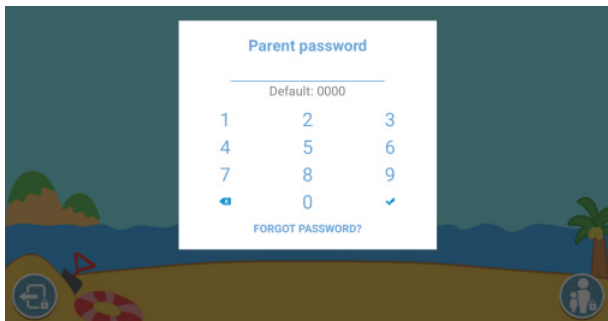 Parent password
Default: 0000
1 2 3
4 5 6
7 8 9
0
FORGOT PASSWORD?